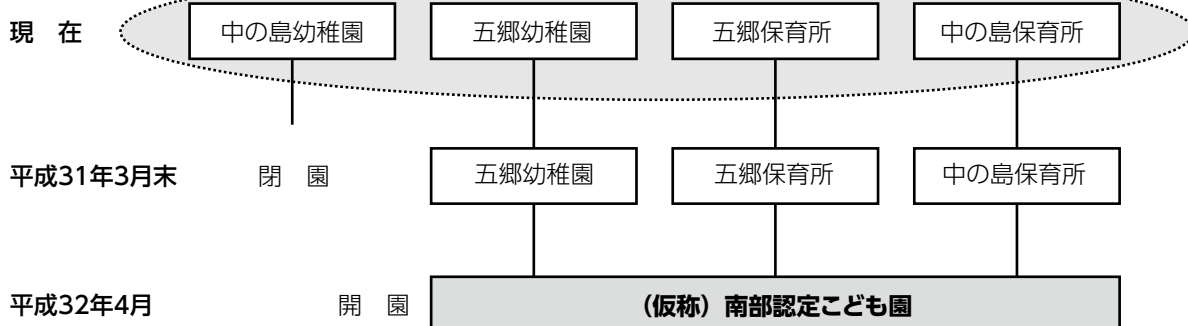 現　在　中の島幼稚園　五郷幼稚園　五郷保育所　中の島保育所
平成31年3月末　閉　園　五郷幼稚園　五郷保育所　中の島保育所
平成32年4月　開　園　（仮称）南部認定こども園